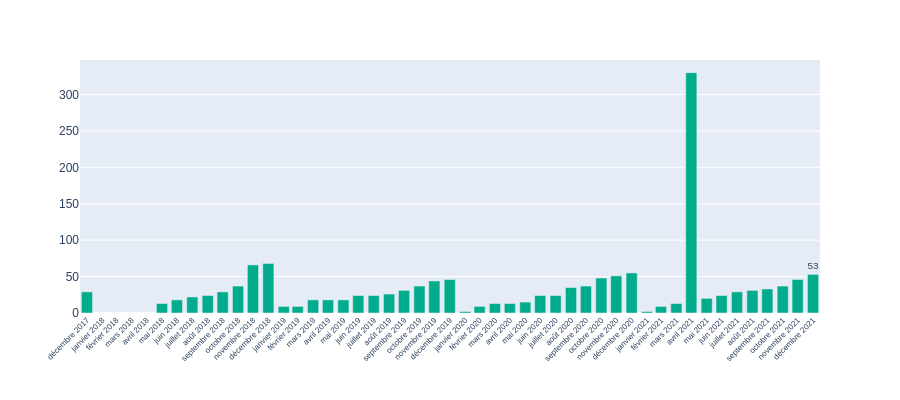 300
250
200
150
100
50
0
53
décembre 2017
janvier 2018
février 2018
mars 2018
avril 2018
mai 2018
juin 2018
juillet 2018
août 2018
septembre 2018
octobre 2018
novembre 2018
décembre 2018
janvier 2019
février 2019
mars 2019
avril 2019
mai 2019
juin 2019
juillet 2019
août 2019
septembre 2019
octobre 2019
novembre 2019
décembre 2019
janvier 2020
février 2020
mars 2020
avril 2020
mai 2020
juin 2020
juillet 2020
août 2020
septembre 2020
octobre 2020
novembre 2020
décembre 2020
janvier 2021
février 2021
mars 2021
avril 2021
mai 2021
juin 2021
juillet 2021
août 2021
septembre 2021
octobre 2021
novembre 2021
décembre 2021